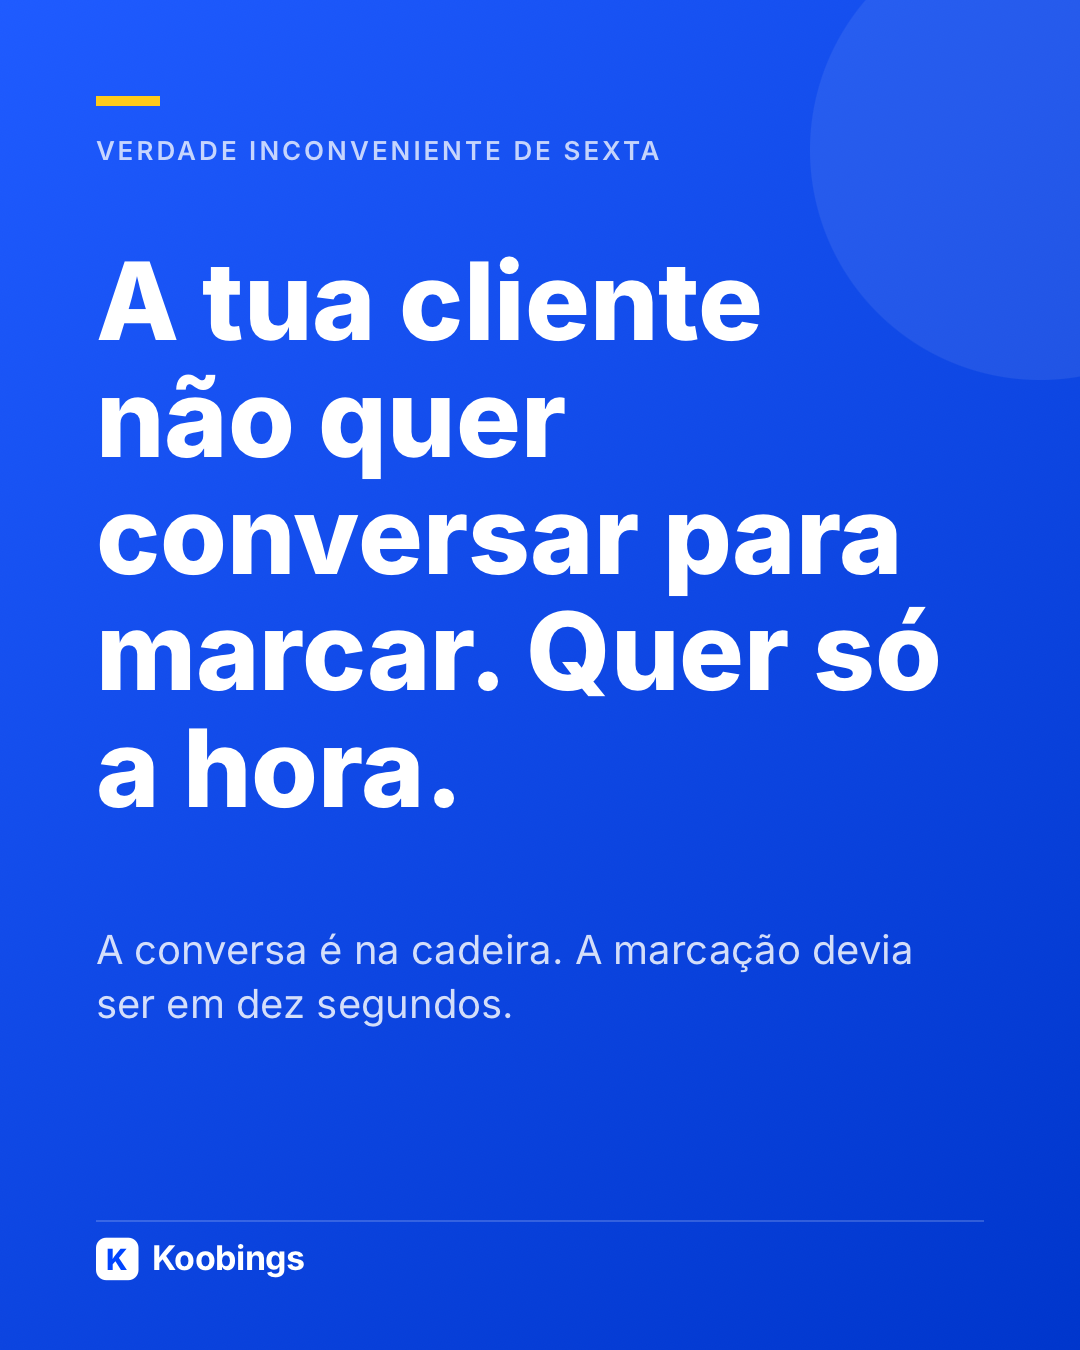 VERDADE INCONVENIENTE DE SEXTA
A tua cliente
não quer
conversar para
marcar. Quer só
a hora.
A conversa é na cadeira. A marcação devia
ser em dez segundos.
K Koobings